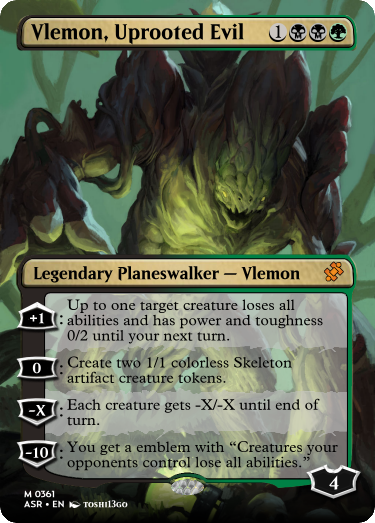 Vlemon, Uprooted Evil 1
Legendary Planeswalker — Vlemon
+1: Up to one target creature loses all
abilities and has power and toughness
0/2 until your next turn.
0: Create two 1/1 colorless Skeleton
artifact creature tokens.
-X: Each creature gets -X/-X until end of
turn.
-10: You get a emblem with “Creatures your
opponents control lose all abilities.”
4
M 0361
ASR • EN TOSHI13GO